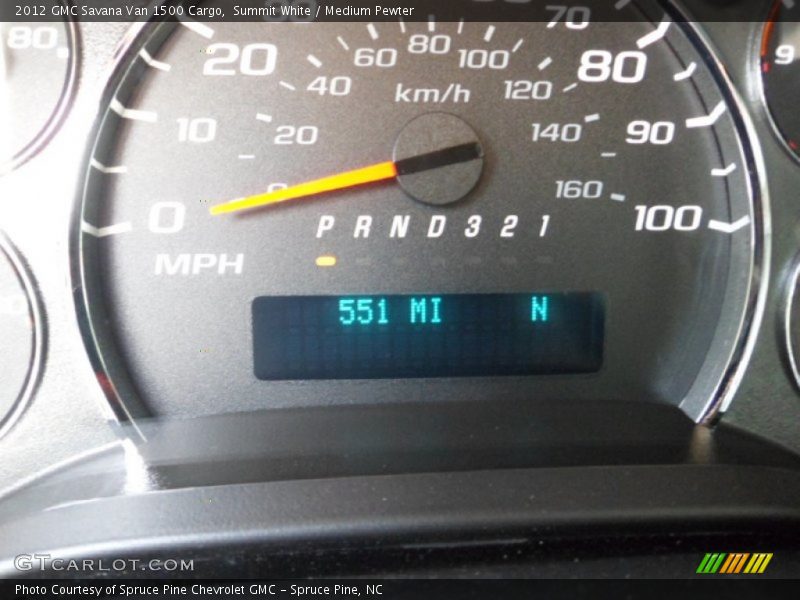 2012 GMC Savana Van 1500 Cargo, Summit White / Medium Pewter
80
20
60
80
100
70
80
9
40
km/h
120
10
20
140
90
0
0
160
100
P R N D 3 2 1
MPH
551 MI N
GTCARLOT.COM
Photo Courtesy of Spruce Pine Chevrolet GMC – Spruce Pine, NC